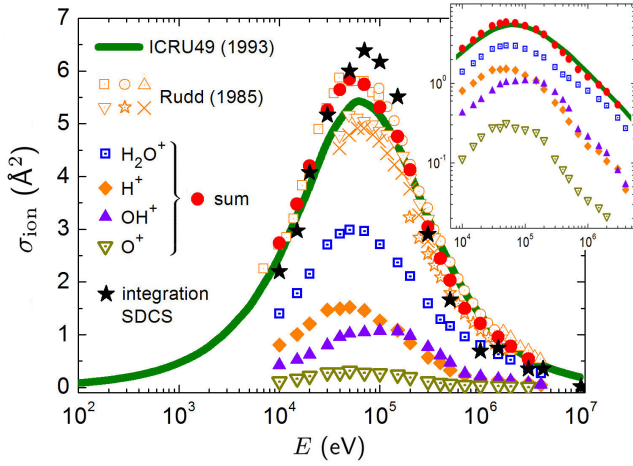 ICRU49 (1993)
Rudd (1985)
H₂O⁺
H⁺
OH⁺
O⁺
sum
integration
SDCS
σ_ion (Å²)
7
6
5
4
3
2
1
0
10² 10³ 10⁴ 10⁵ 10⁶ 10⁷
E (eV)
10⁰
10⁻¹
10⁴ 10⁵ 10⁶